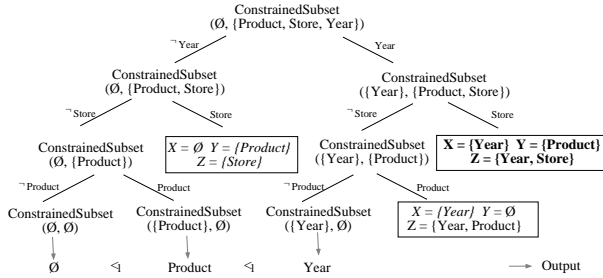 ConstrainedSubset
(Ø, {Product, Store, Year})
¬ Year
Year
ConstrainedSubset
(Ø, {Product, Store})
ConstrainedSubset
({Year}, {Product, Store})
¬ Store
Store
¬ Store
Store
ConstrainedSubset
(Ø, {Product})
X = Ø Y = {Product}
Z = {Store}
ConstrainedSubset
({Year}, {Product})
X = {Year} Y = {Product}
Z = {Year, Store}
¬ Product
Product
¬ Product
Product
ConstrainedSubset
(Ø, Ø)
ConstrainedSubset
({Product}, Ø)
ConstrainedSubset
({Year}, Ø)
X = {Year} Y = Ø
Z = {Year, Product}
Ø <1 Product <1 Year → Output